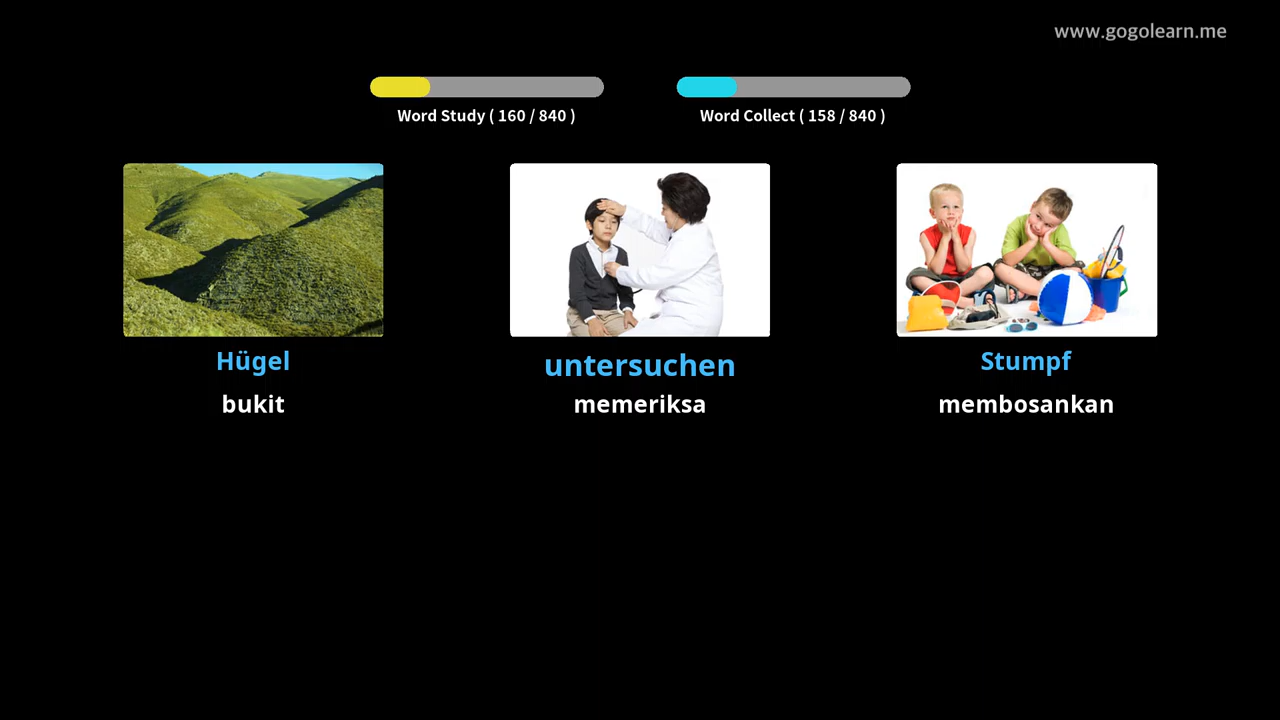 www.gogolearn.me
Word Study ( 160 / 840 )
Word Collect ( 158 / 840 )
Hügel
untersuchen
Stumpf
bukit
memeriksa
membosankan